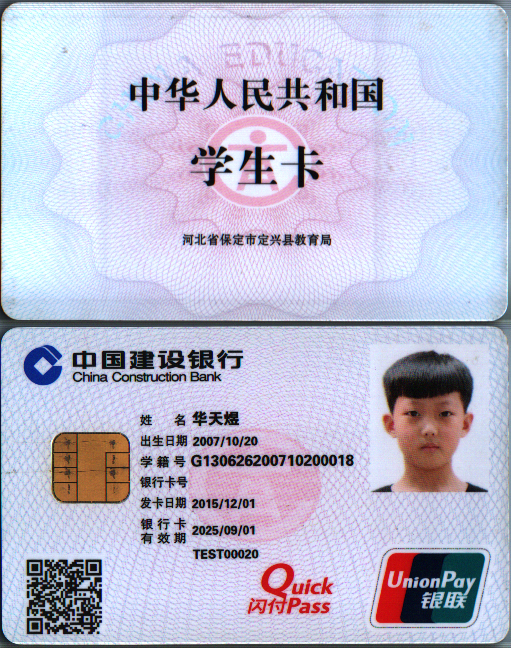 中华人民共和国
学生卡
河北省保定市定兴县教育局
中国建设银行
China Construction Bank
姓 名 华天煜
出生日期 2007/10/20
学籍号 G130626200710200018
银行卡号
发卡日期 2015/12/01
银行卡
有效期 2025/09/01
TEST00020
Quick
闪付Pass
UnionPay
银联